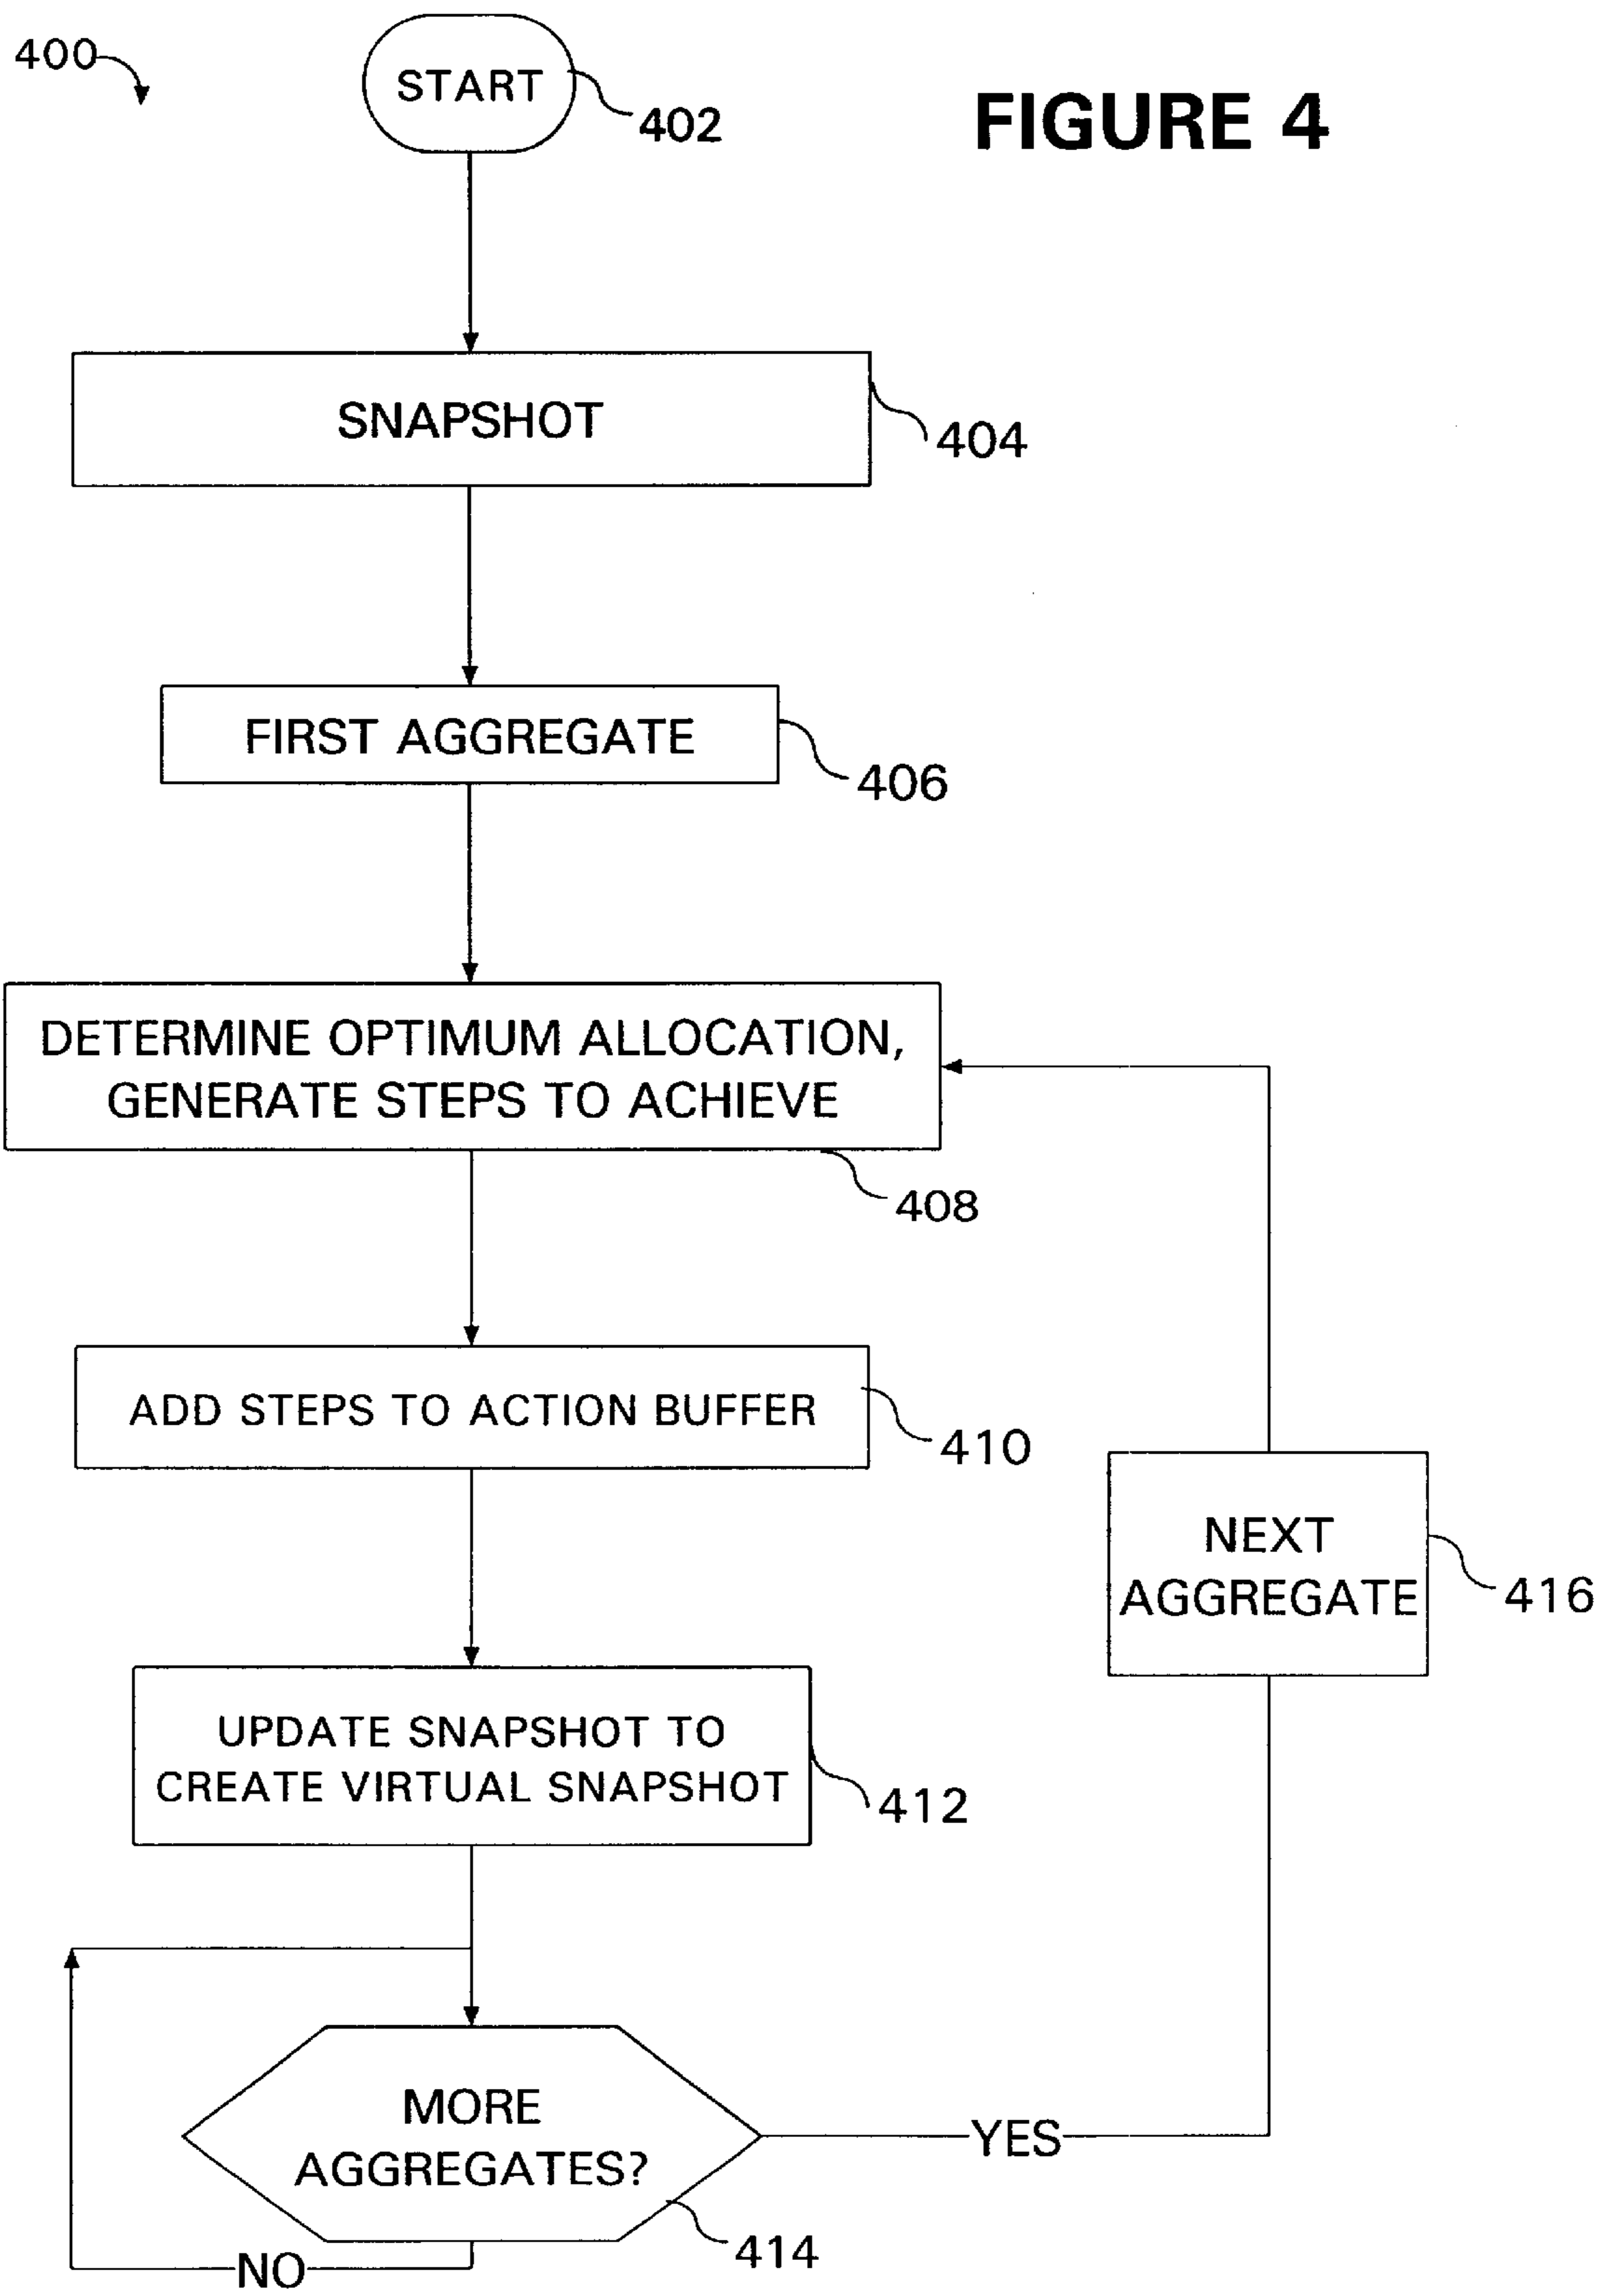 400
START
402
FIGURE 4
SNAPSHOT
404
FIRST AGGREGATE
406
DETERMINE OPTIMUM ALLOCATION,
GENERATE STEPS TO ACHIEVE
408
ADD STEPS TO ACTION BUFFER
410
NEXT
AGGREGATE
416
UPDATE SNAPSHOT TO
CREATE VIRTUAL SNAPSHOT
412
MORE
AGGREGATES?
YES
414
NO